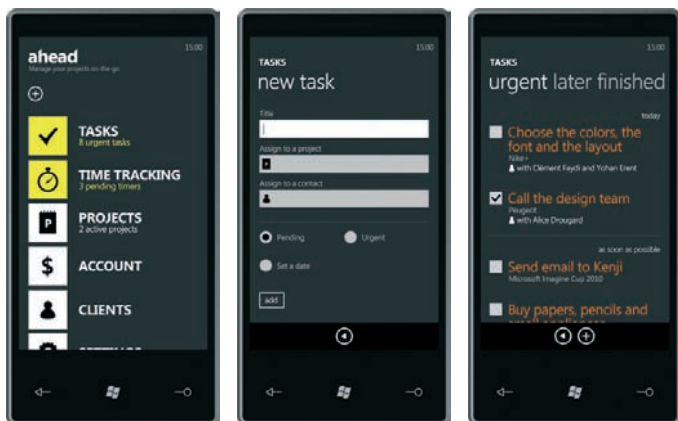 15:00
ahead
Manage your projects on-the-go
TASKS
8 urgent tasks
TIME TRACKING
3 pending timers
P
PROJECTS
2 active projects
$
ACCOUNT
CLIENTS
15:00
TASKS
new task
Title
Assign to a project
P
Assign to a contact
Pending
Urgent
Set a date
add
15:00
TASKS
urgent later finished
today
Choose the colors, the
font and the layout
Nike+
with Clément Faydi and Yohan Erent
Call the design team
Peugeot
with Alice Drougard
as soon as possible
Send email to Kenji
Microsoft Imagine Cup 2010
Buy papers, pencils and